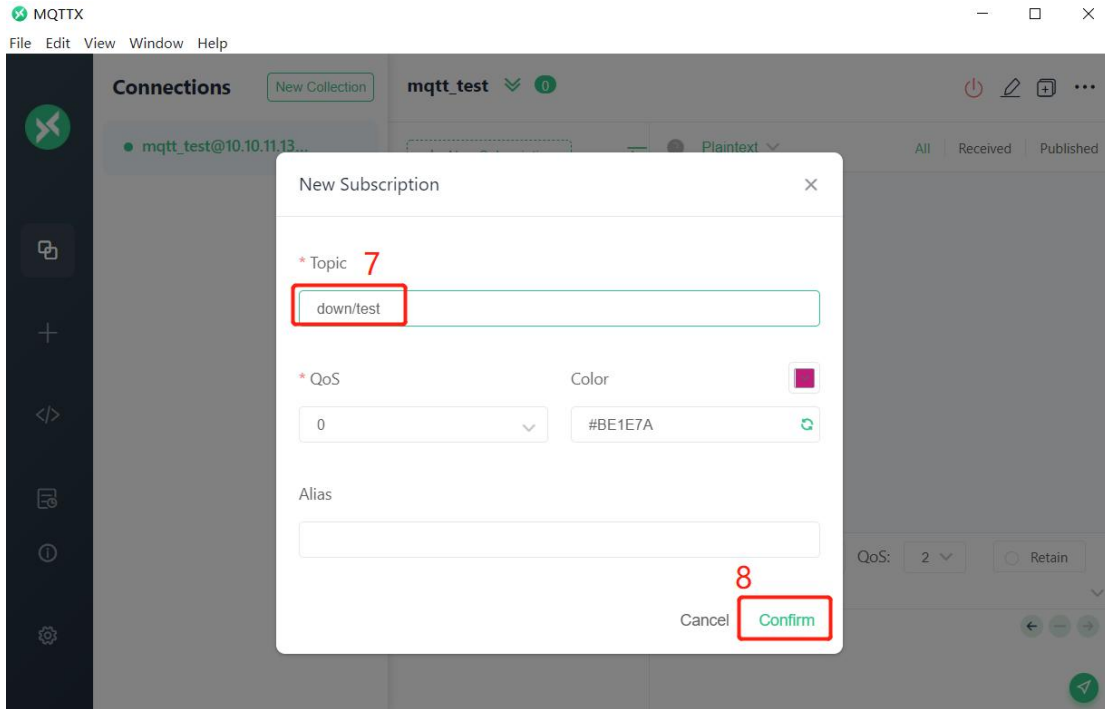 MQTTX
File Edit View Window Help
Connections
New Collection
mqtt_test 0
mqtt_test@10.10.11.13...
Plaintext
All Received Published
New Subscription
* Topic 7
down/test
* QoS
Color
0
#BE1E7A
Alias
QoS: 2 Retain
8
Cancel Confirm